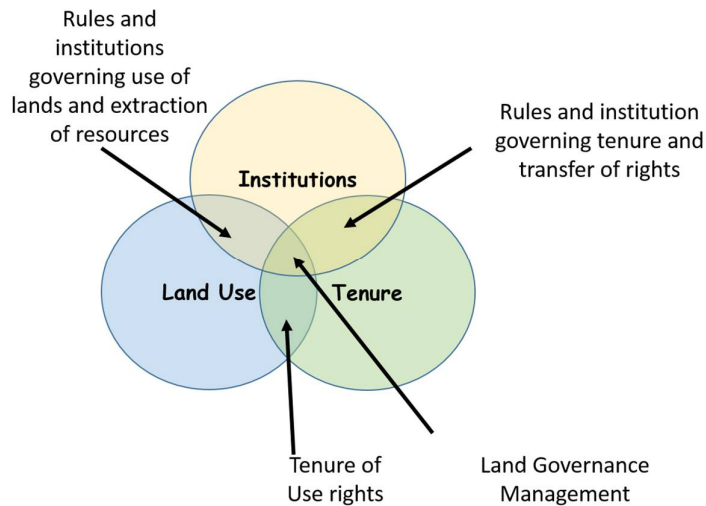 Rules and
institutions
governing use of
lands and extraction
of resources
Rules and institution
governing tenure and
transfer of rights
Institutions
Land Use
Tenure
Tenure of
Use rights
Land Governance
Management